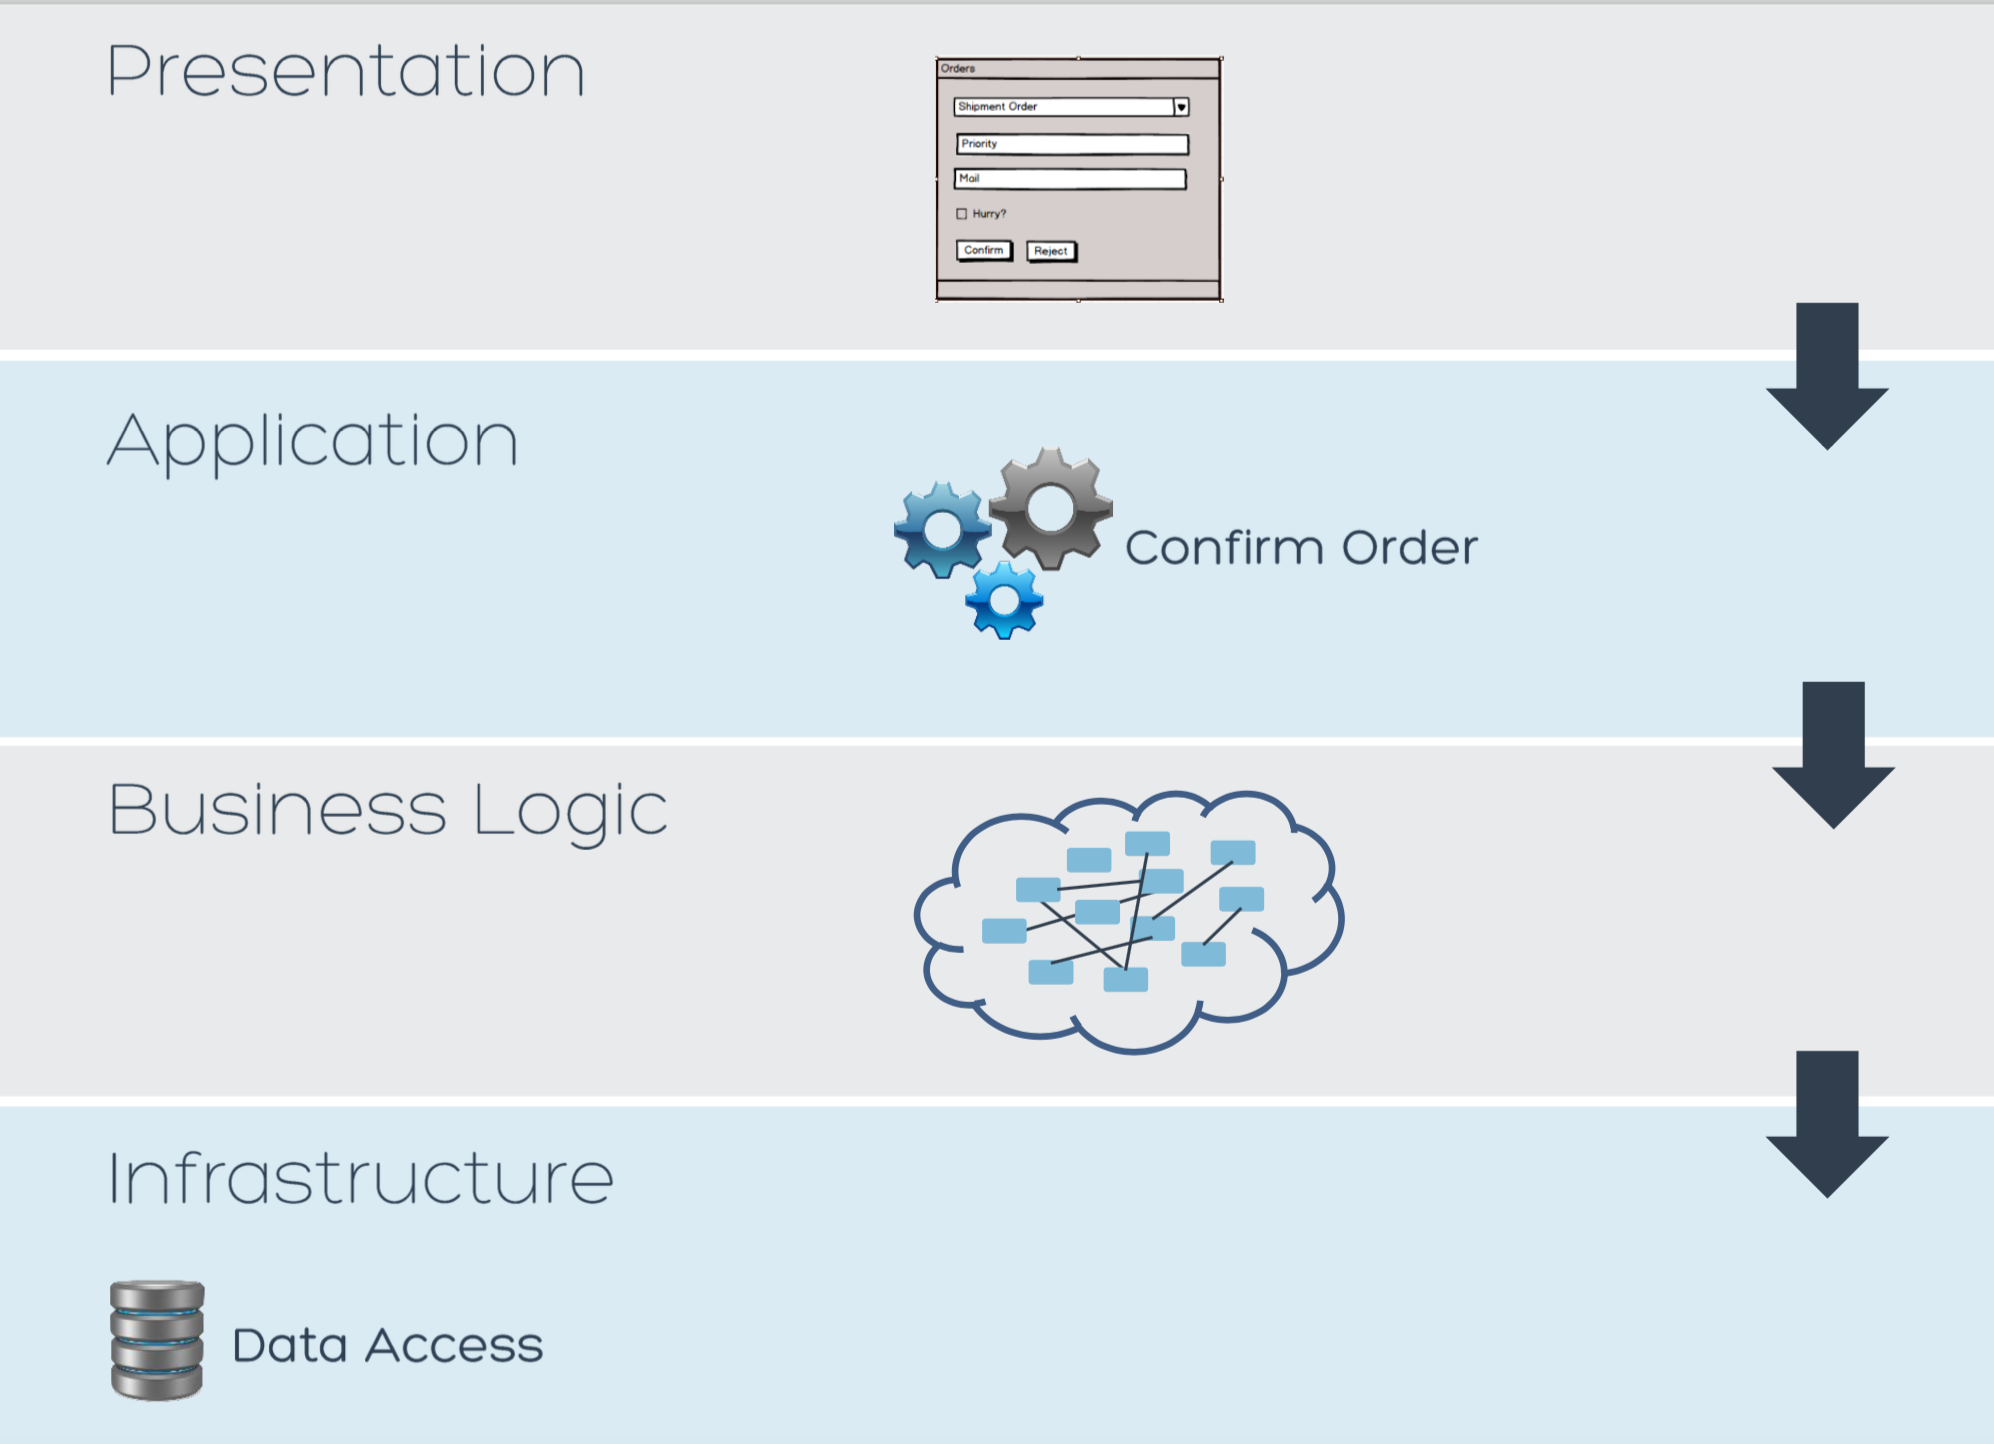 Presentation
Orders
Shipment Order
Priority
Mail
Hurry?
Confirm
Reject
Application
Confirm Order
Business Logic
Infrastructure
Data Access